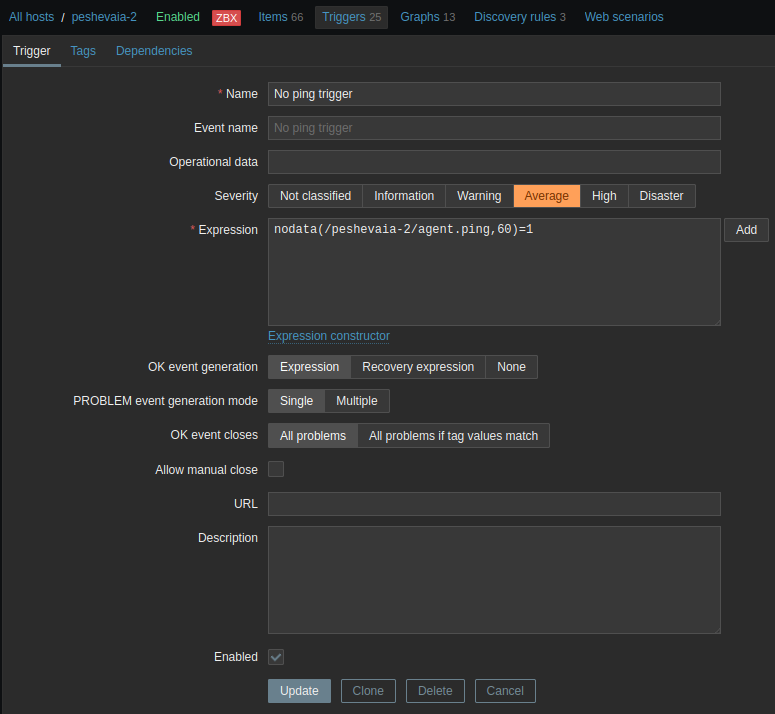 All hosts / peshevaia-2 Enabled ZBX Items 66 Triggers 25 Graphs 13 Discovery rules 3 Web scenarios
Trigger Tags Dependencies
* Name No ping trigger
Event name No ping trigger
Operational data
Severity Not classified Information Warning Average High Disaster
* Expression nodata(/peshevaia-2/agent.ping,60)=1 Add
Expression constructor
OK event generation Expression Recovery expression None
PROBLEM event generation mode Single Multiple
OK event closes All problems All problems if tag values match
Allow manual close
URL
Description
Enabled
Update Clone Delete Cancel